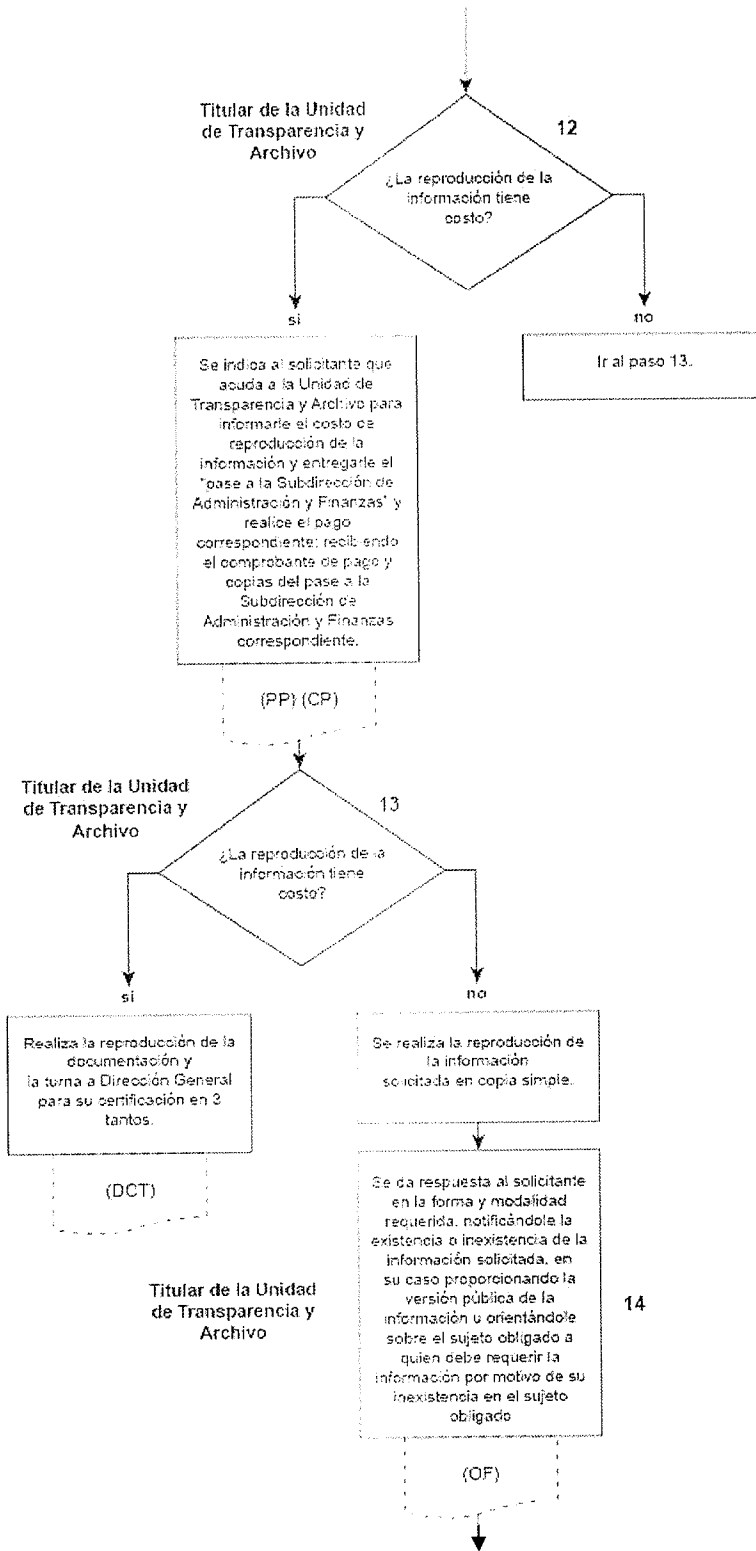 Titular de la Unidad
de Transparencia y
Archivo
12
¿La reproducción de la
información tiene
costo?
si
no
Se indica al solicitante que
acuda a la Unidad de
Transparencia y Archivo para
informarle el costo de
reproducción de la
información y entregarle el
"pase a la Subdirección de
Administración y Finanzas" y
realice el pago
correspondiente; recibiendo
el comprobante de pago y
copias del pase a la
Subdirección de
Administración y Finanzas
correspondiente.
Ir al paso 13.
(PP) (CP)
Titular de la Unidad
de Transparencia y
Archivo
13
¿La reproducción de la
información tiene
costo?
si
no
Realiza la reproducción de la
documentación y
la turna a Dirección General
para su certificación en 3
tantos.
Se realiza la reproducción de
la información
solicitada en copia simple.
(DCT)
Se da respuesta al solicitante
en la forma y modalidad
requerida, notificándole la
existencia o inexistencia de la
información solicitada, en
su caso proporcionando la
versión pública de la
información u orientándole
sobre el sujeto obligado a
quien debe requerir la
información por motivo de su
inexistencia en el sujeto
obligado
Titular de la Unidad
de Transparencia y
Archivo
14
(OF)